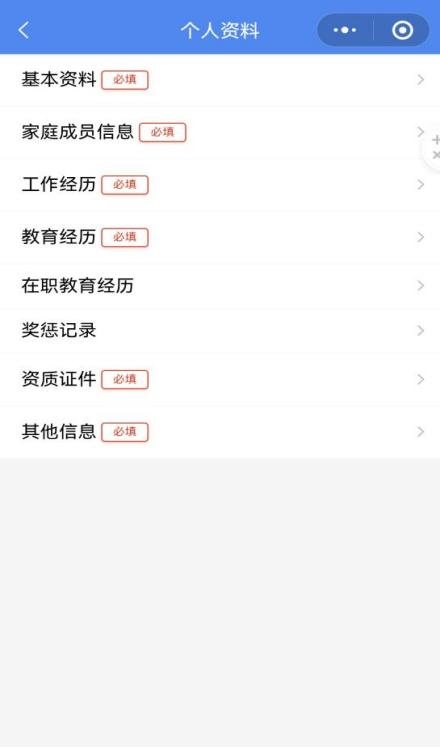 个人资料
基本资料 必填
家庭成员信息 必填
工作经历 必填
教育经历 必填
在职教育经历
奖惩记录
资质证件 必填
其他信息 必填